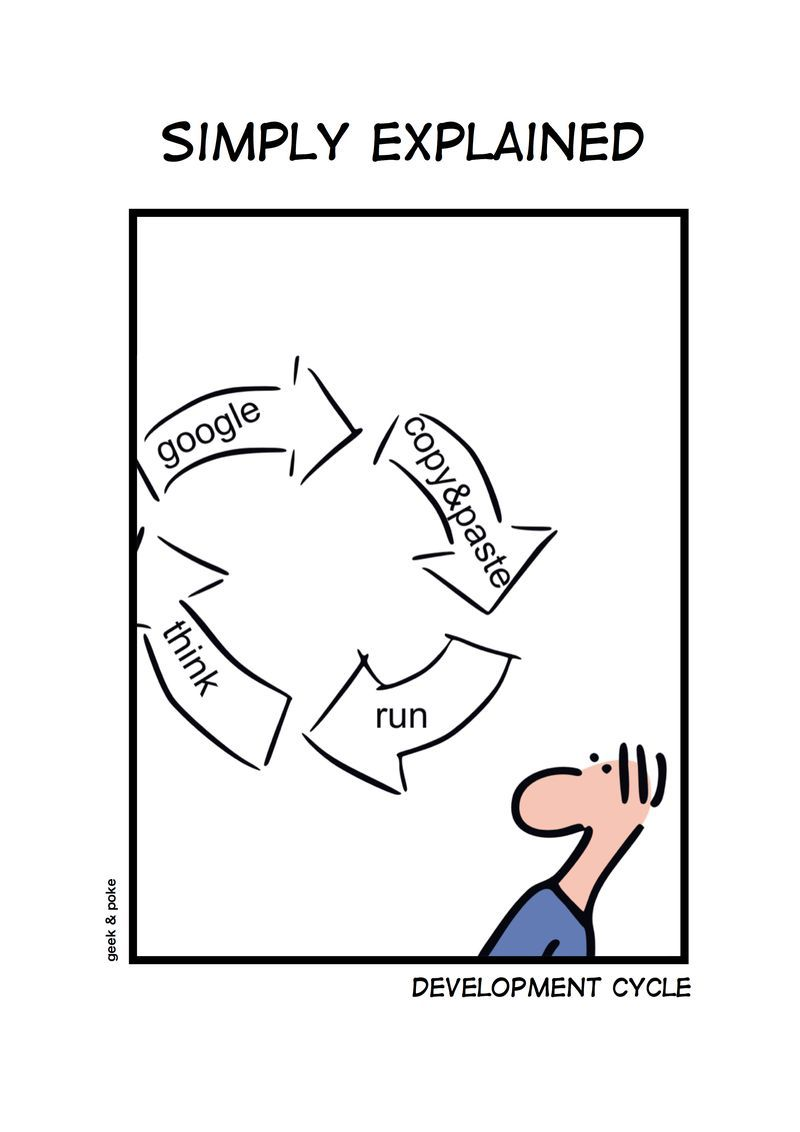 SIMPLY EXPLAINED
google
copy&paste
run
think
geek & poke
DEVELOPMENT CYCLE